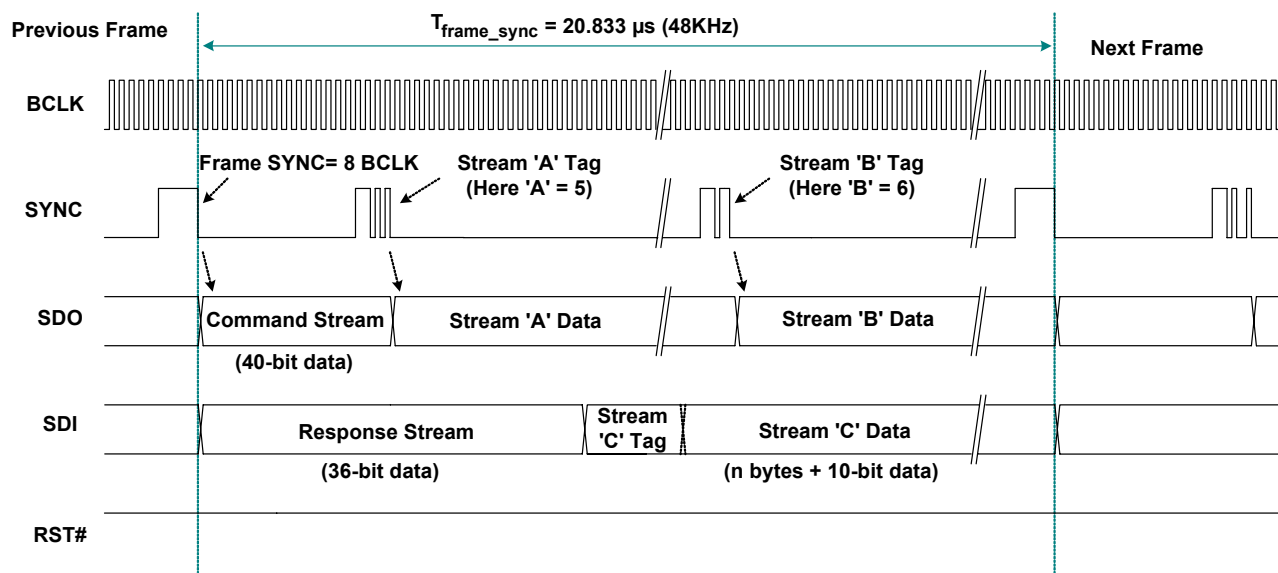 Previous Frame
T_frame_sync = 20.833 µs (48KHz)
Next Frame
BCLK
Frame SYNC= 8 BCLK
Stream 'A' Tag
(Here 'A' = 5)
Stream 'B' Tag
(Here 'B' = 6)
SYNC
SDO
Command Stream
Stream 'A' Data
Stream 'B' Data
(40-bit data)
SDI
Response Stream
Stream
'C' Tag
Stream 'C' Data
(36-bit data)
(n bytes + 10-bit data)
RST#